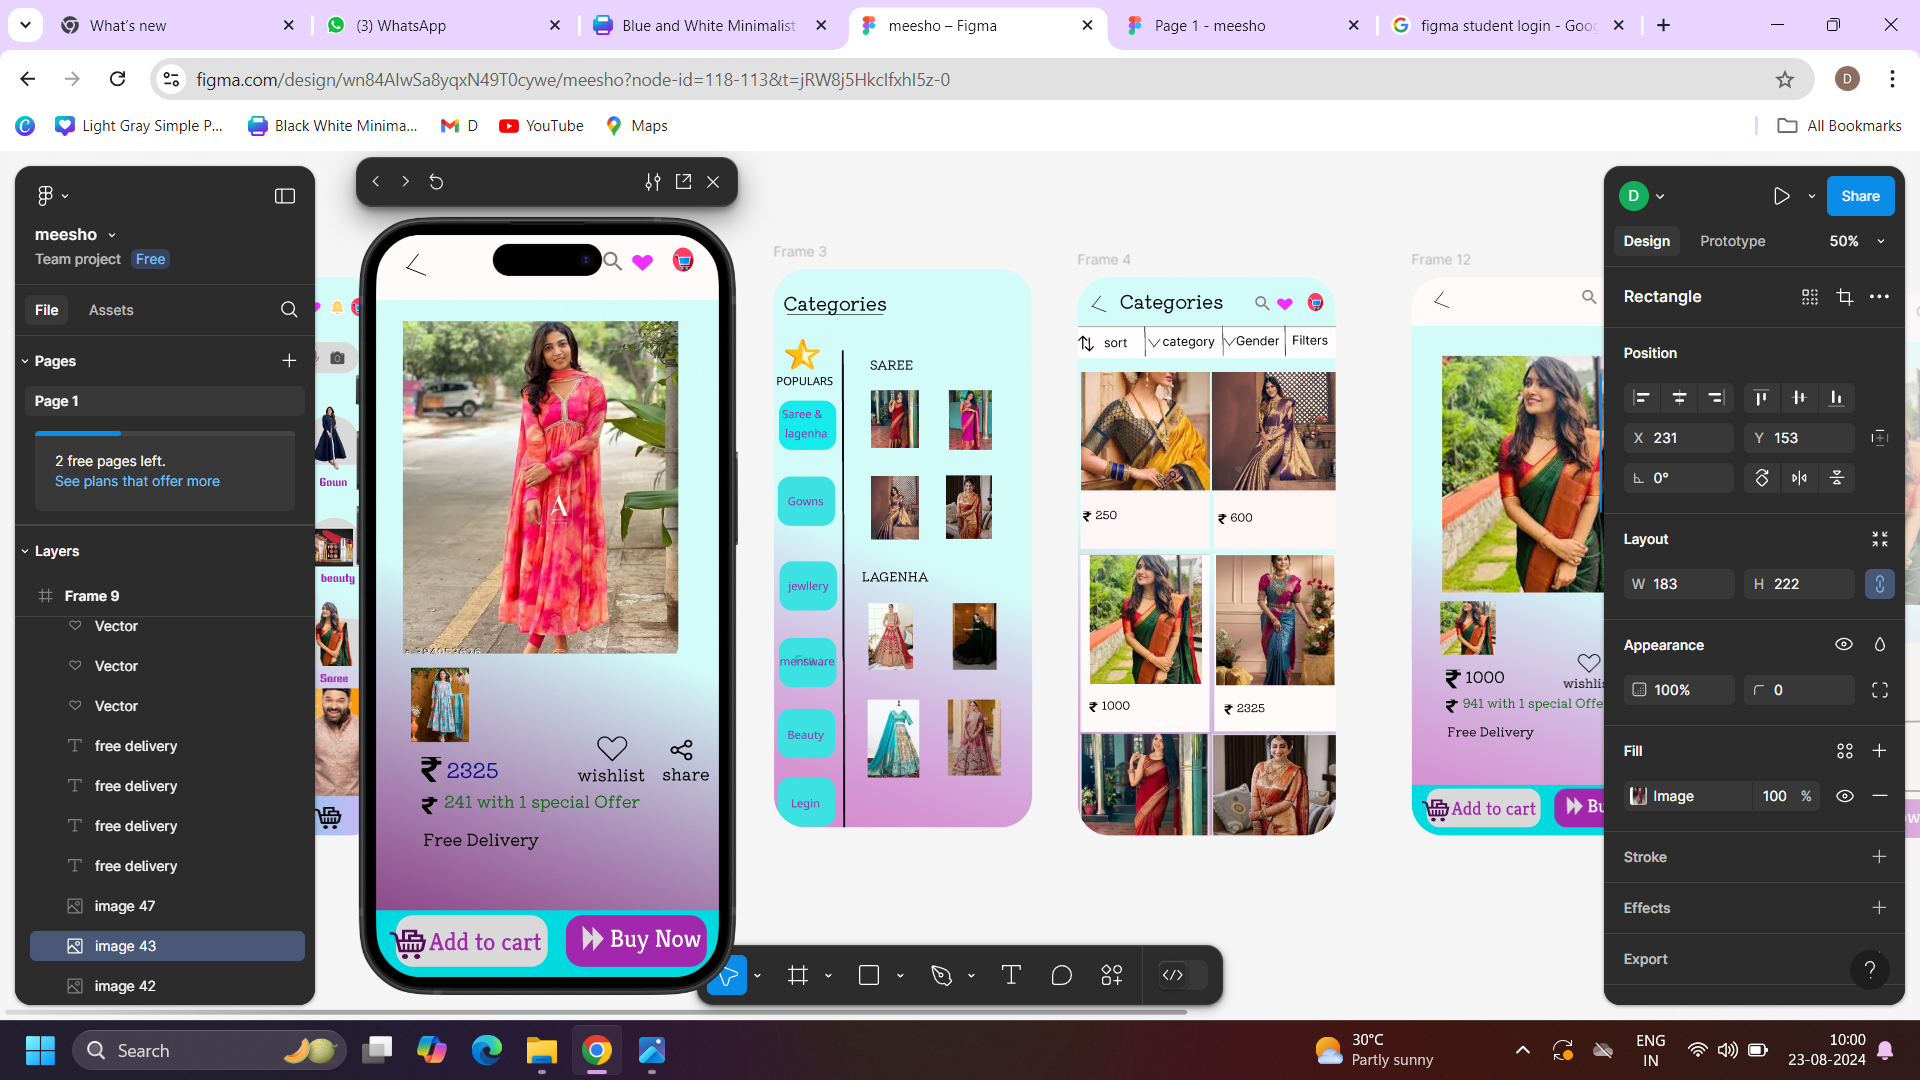 What's new
(3) WhatsApp
Blue and White Minimalist
meesho – Figma
Page 1 - meesho
figma student login - Goog
figma.com/design/wn84AIwSa8yqxN49T0cywe/meesho?node-id=118-113&t=jRW8j5HkcIfxhI5z-0
D
Light Gray Simple P...
Black White Minima...
D
YouTube
Maps
All Bookmarks
meesho
Team project Free
File
Assets
Pages
Page 1
2 free pages left.
See plans that offer more
Layers
Frame 9
Vector
Vector
Vector
free delivery
free delivery
free delivery
free delivery
image 47
image 43
image 42
Gown
beauty
Saree
A
2325
wishlist
share
241 with 1 special Offer
Free Delivery
Add to cart
Buy Now
Frame 3
Categories
POPULARS
Saree &
lagenha
Gowns
jewllery
mensware
Beauty
Legin
SAREE
LAGENHA
Frame 4
Categories
sort
category
Gender
Filters
₹ 250
₹ 600
₹ 1000
₹ 2325
Frame 12
₹ 1000
wishlis
₹ 941 with 1 special Offe
Free Delivery
Add to cart
Bu
D
Share
Design
Prototype
50%
Rectangle
Position
X 231
Y 153
0°
Layout
W 183
H 222
Appearance
100%
0
Fill
Image
100 %
Stroke
Effects
Export
?
Search
30°C
Partly sunny
ENG
IN
10:00
23-08-2024